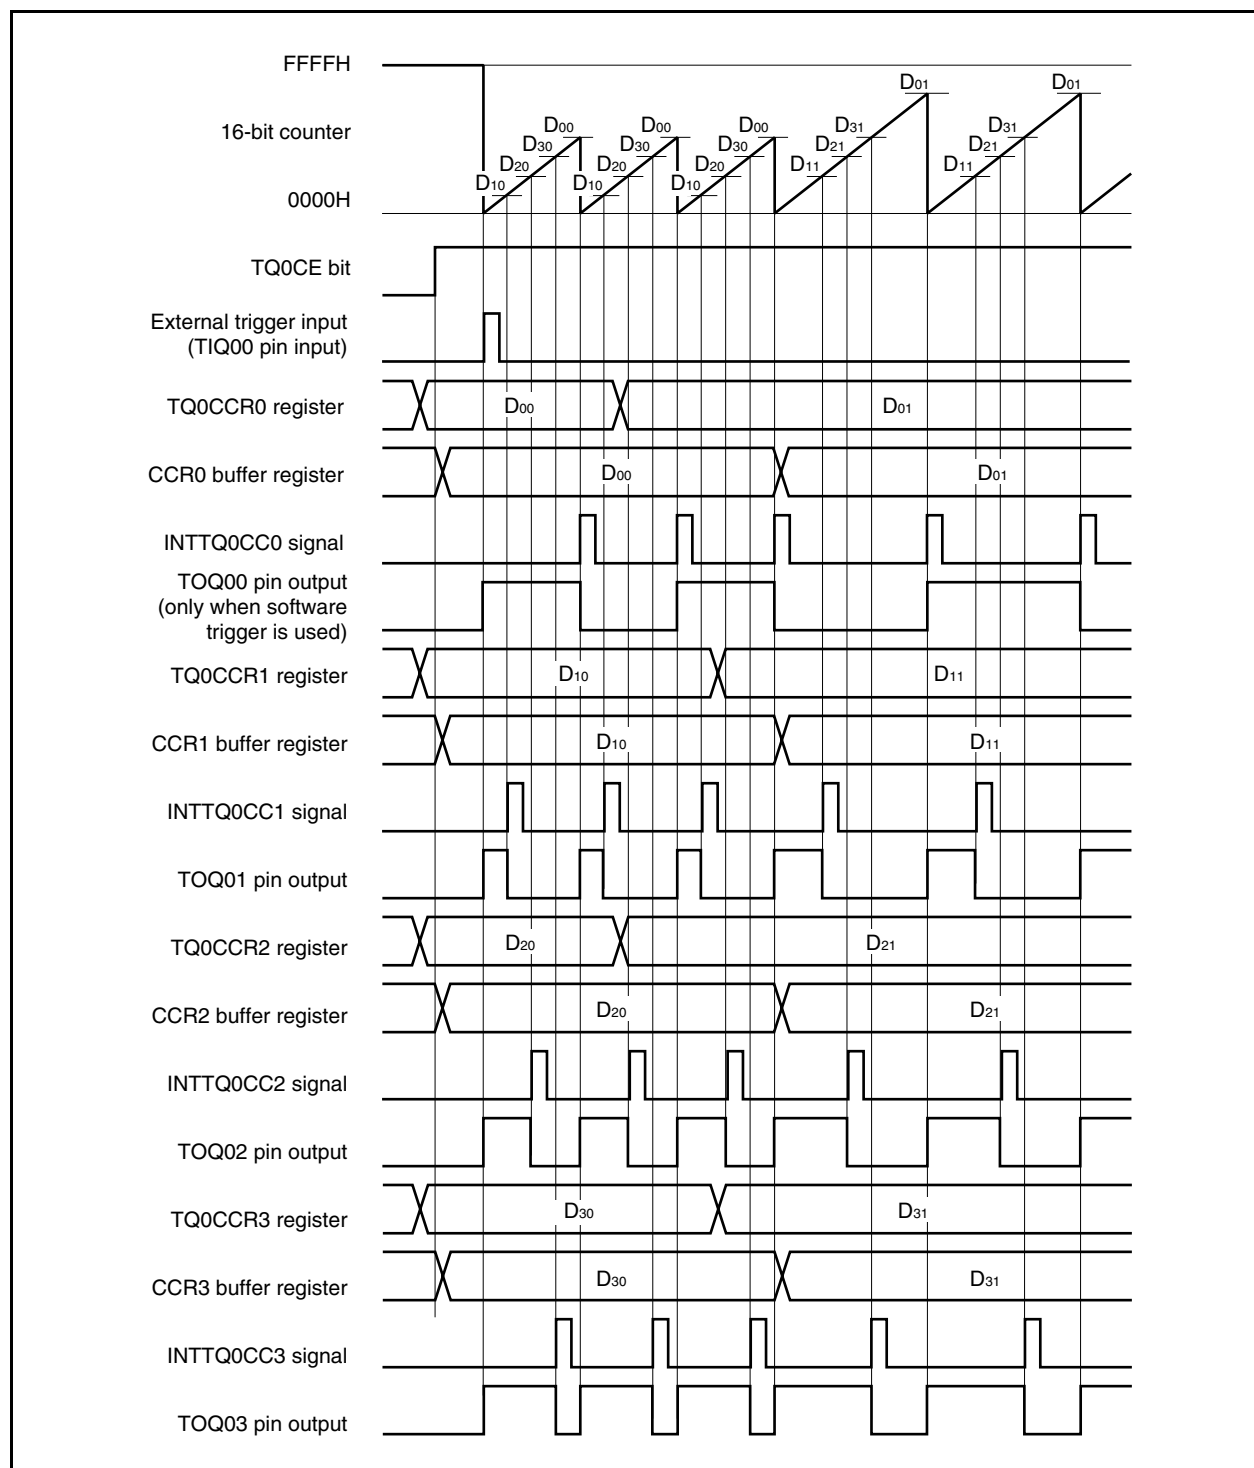 FFFFH
16-bit counter
0000H
D01 D01
D00 D00 D00 D31 D31
D30 D30 D30 D21 D21
D20 D20 D20 D11 D11
D10 D10 D10
TQ0CE bit
External trigger input
(TIQ00 pin input)
TQ0CCR0 register D00 D01
CCR0 buffer register D00 D01
INTTQ0CC0 signal
TOQ00 pin output
(only when software
trigger is used)
TQ0CCR1 register D10 D11
CCR1 buffer register D10 D11
INTTQ0CC1 signal
TOQ01 pin output
TQ0CCR2 register D20 D21
CCR2 buffer register D20 D21
INTTQ0CC2 signal
TOQ02 pin output
TQ0CCR3 register D30 D31
CCR3 buffer register D30 D31
INTTQ0CC3 signal
TOQ03 pin output